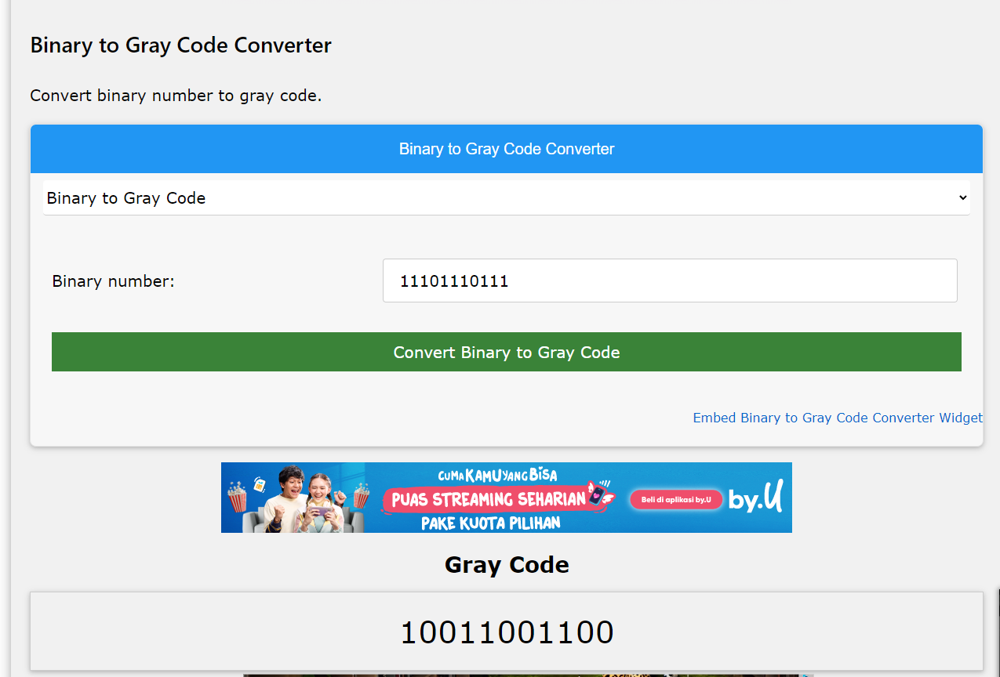 Binary to Gray Code Converter
Convert binary number to gray code.
Binary to Gray Code Converter
Binary to Gray Code
Binary number:
11101110111
Convert Binary to Gray Code
Embed Binary to Gray Code Converter Widget
CUMA KAMU YANG BISA
PUAS STREAMING SEHARIAN
PAKE KUOTA PILIHAN
Beli di aplikasi by.U
by.U
Gray Code
10011001100